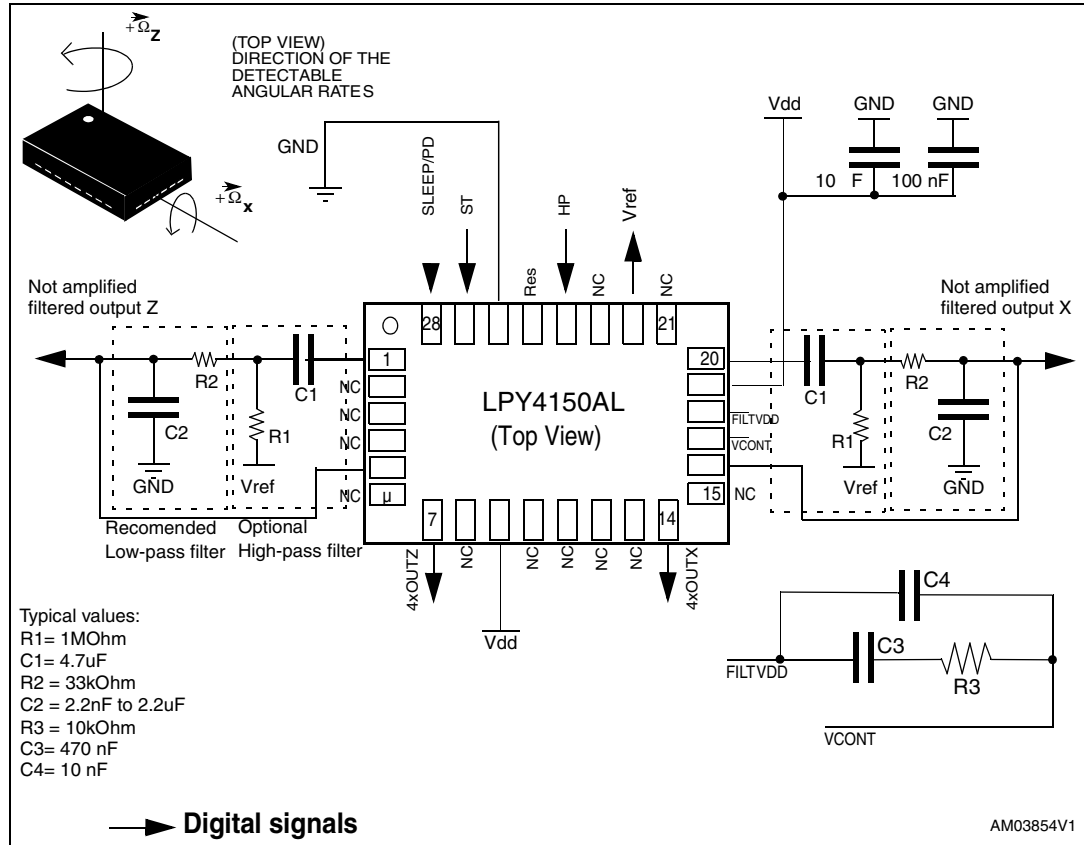 +Ω Z
(TOP VIEW)
DIRECTION OF THE
DETECTABLE
ANGULAR RATES
+Ω x
GND
SLEEP/PD
ST
Res
HP
NC
Vref
NC
Vdd
GND
GND
10 F
100 nF
Not amplified
filtered output Z
Not amplified
filtered output X
28
21
1
20
R2
C1
C2
R1
GND
Vref
NC
NC
NC
NC
µ
LPY4150AL
(Top View)
FILTVDD
VCONT
15
NC
C1
R2
R1
C2
Vref
GND
Recomended
Low-pass filter
Optional
High-pass filter
7
14
4xOUTZ
NC
Vdd
NC
NC
NC
NC
4xOUTX
Typical values:
R1= 1MOhm
C1= 4.7uF
R2 = 33kOhm
C2 = 2.2nF to 2.2uF
R3 = 10kOhm
C3= 470 nF
C4= 10 nF
C4
C3
R3
FILTVDD
VCONT
Digital signals
AM03854V1